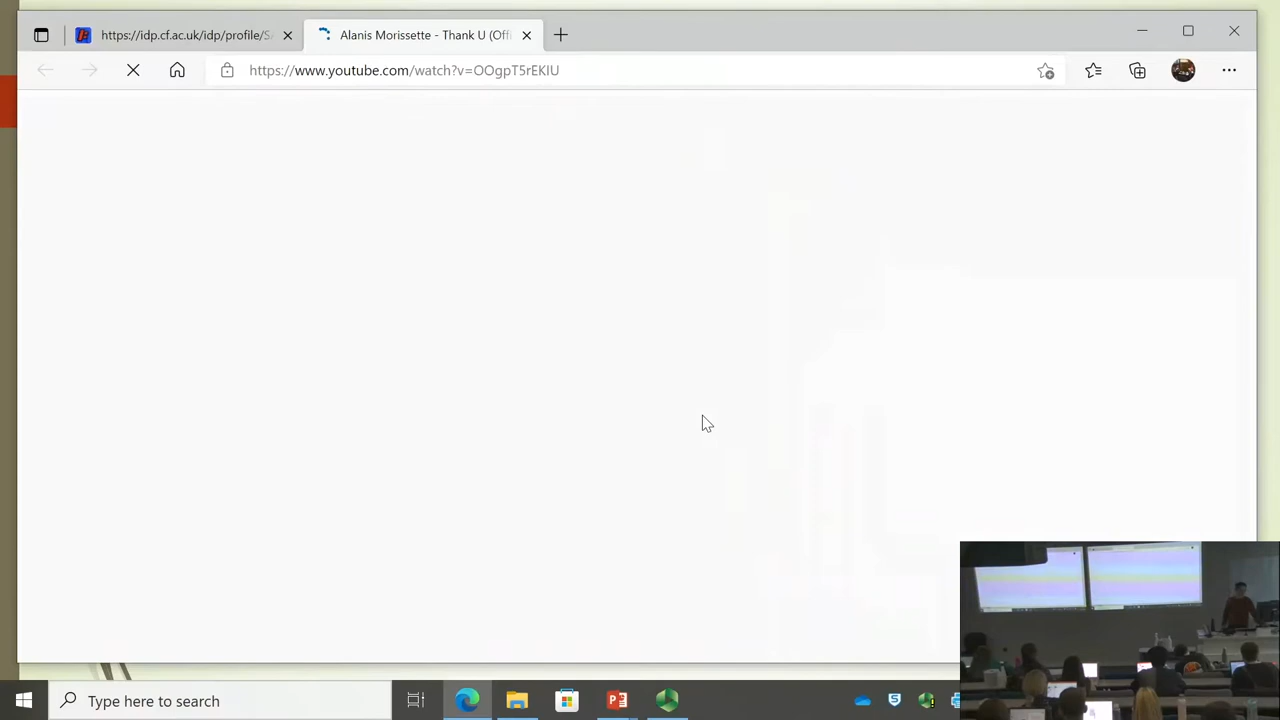 https://idp.cf.ac.uk/idp/profile/S
Alanis Morissette - Thank U (Offi
https://www.youtube.com/watch?v=OOgpT5rEKIU
Type here to search